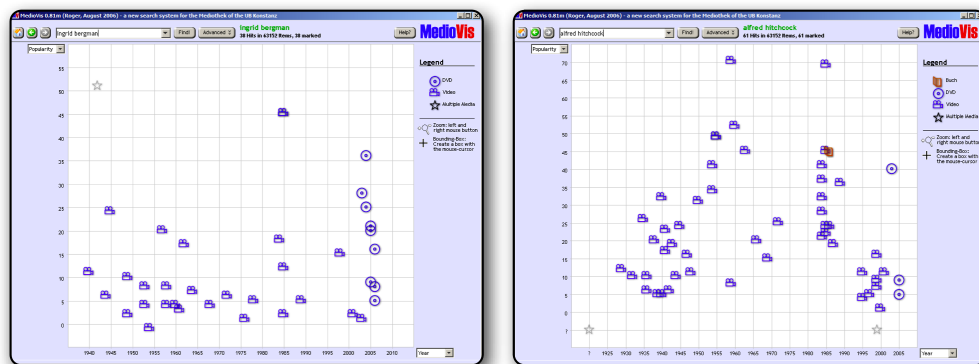 MedioVis 0.81m (Roger, August 2006) - a new search system for the Mediothek of the UB Konstanz
ingrid bergman
Find!
Advanced
ingrid bergman
38 Hits in 63152 Items, 38 marked
Help?
MedioVis
Popularity
55
50
45
40
35
30
25
20
15
10
5
0
1940 1945 1950 1955 1960 1965 1970 1975 1980 1985 1990 1995 2000 2005 2010
Year
Legend
DVD
Video
Multiple Media
Zoom: left and
right mouse button
Bounding-Box:
Create a box with
the mouse-cursor
MedioVis 0.81m (Roger, August 2006) - a new search system for the Mediothek of the UB Konstanz
alfred hitchcock
Find!
Advanced
alfred hitchcock
61 Hits in 63152 Items, 61 marked
Help?
MedioVis
Popularity
70
65
60
55
50
45
40
35
30
25
20
15
10
5
0
?
? 1925 1930 1935 1940 1945 1950 1955 1960 1965 1970 1975 1980 1985 1990 1995 2000 2005
Year
Legend
Buch
DVD
Video
Multiple Media
Zoom: left and
right mouse button
Bounding-Box:
Create a box with
the mouse-cursor